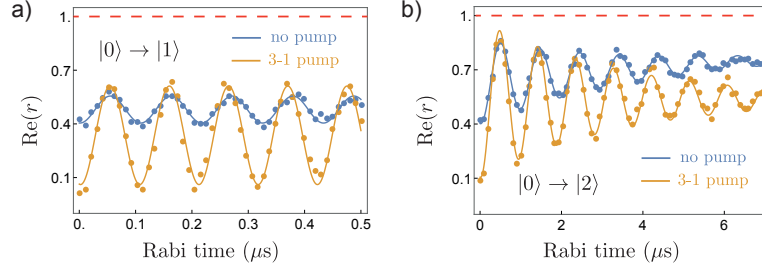 a)
Re(r)
1.
0.7
0.4
0.1
|0⟩ → |1⟩
no pump
3-1 pump
0. 0.1 0.2 0.3 0.4 0.5
Rabi time (μs)
b)
Re(r)
1.
0.7
0.4
0.1
no pump
3-1 pump
|0⟩ → |2⟩
0 2 4 6
Rabi time (μs)